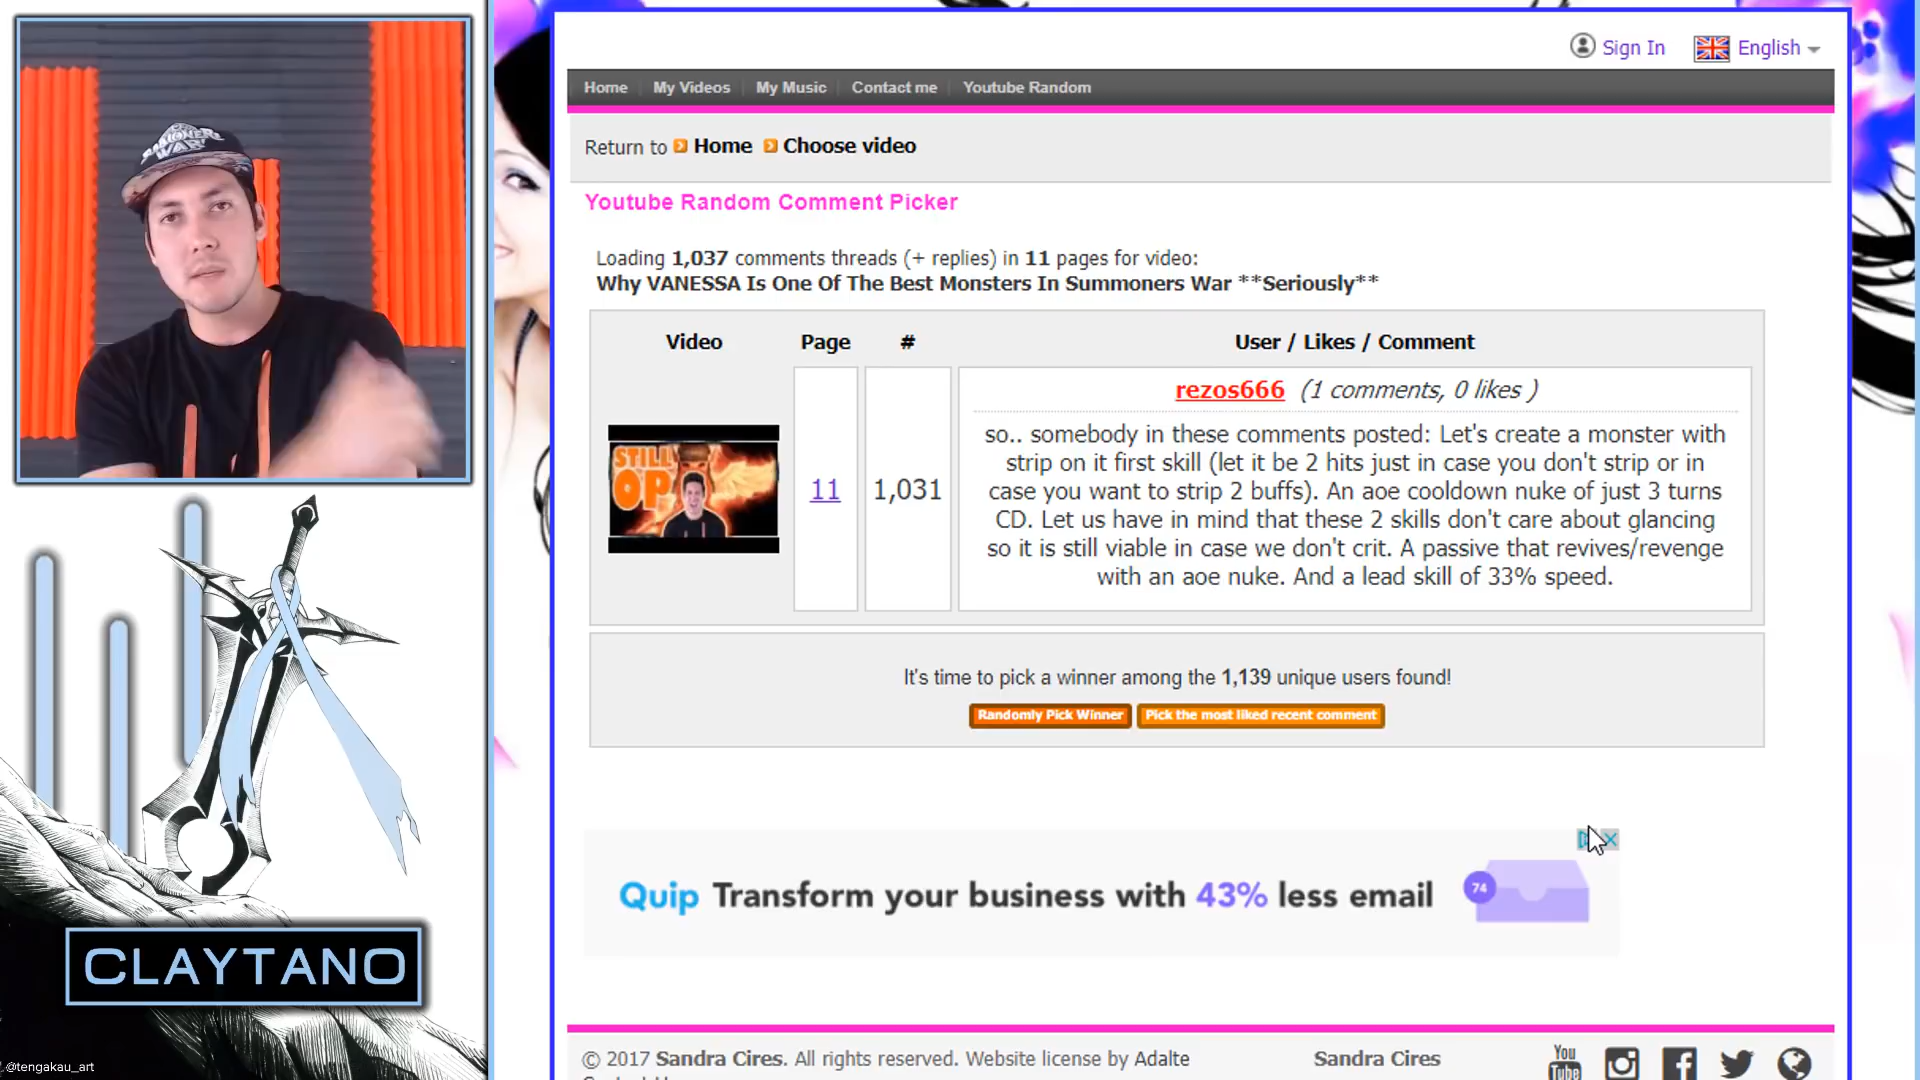 Sign In
English
Home
My Videos
My Music
Contact me
Youtube Random
Return to Home Choose video
Youtube Random Comment Picker
Loading 1,037 comments threads (+ replies) in 11 pages for video:
Why VANESSA Is One Of The Best Monsters In Summoners War **Seriously**
Video
Page
#
User / Likes / Comment
STILL
OP
11
1,031
rezos666 (1 comments, 0 likes )
so.. somebody in these comments posted: Let's create a monster with
strip on it first skill (let it be 2 hits just in case you don't strip or in
case you want to strip 2 buffs). An aoe cooldown nuke of just 3 turns
CD. Let us have in mind that these 2 skills don't care about glancing
so it is still viable in case we don't crit. A passive that revives/revenge
with an aoe nuke. And a lead skill of 33% speed.
It's time to pick a winner among the 1,139 unique users found!
Randomly Pick Winner
Pick the most liked recent comment
Quip Transform your business with 43% less email
74
© 2017 Sandra Cires. All rights reserved. Website license by Adalte
Sandra Cires
You
Tube
SUMMONERS
WAR
CLAYTANO
@tengakau_art